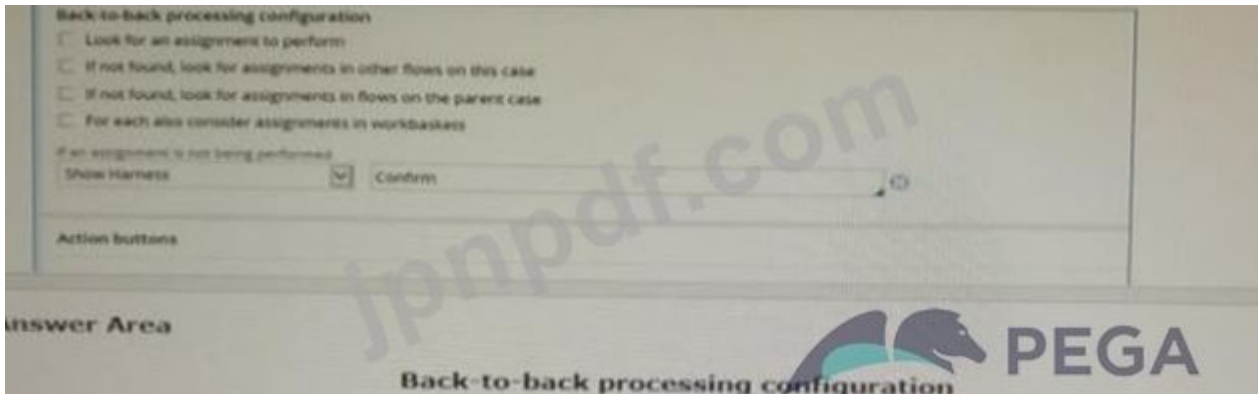 Back-to-back processing configuration
Look for an assignment to perform
If not found, look for assignments in other flows on this case
If not found, look for assignments in flows on the parent case
For each also consider assignments in workbaskets
If an assignment is not being performed
Show Harness
Confirm
Action buttons
jpnpdf.com
Answer Area
PEGA
Back-to-back processing configuration